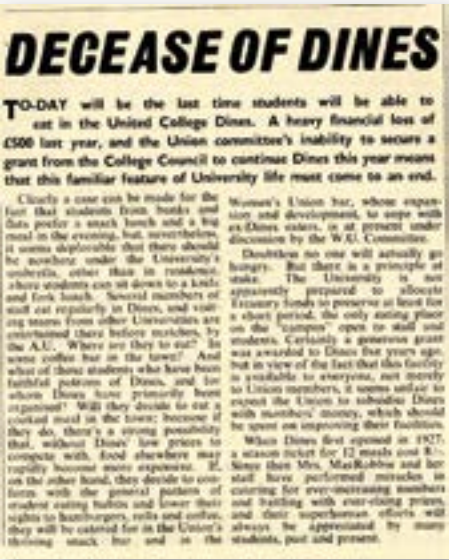 DECEASE OF DINES
TO-DAY will be the last time students will be able to
eat in the United College Dines. A heavy financial loss of
£500 last year, and the Union committee's inability to secure a
grant from the College Council to continue Dines this year means
that this familiar feature of University life must come to an end.
Clearly a case can be made for the
fact that students from bunks and
flats prefer a snack lunch and a big
meal in the evening, but, nevertheless,
it seems deplorable that there should
be nowhere under the University's
umbrella, other than in residence,
where students can sit down to a knife
and fork lunch. Several members of
staff eat regularly in Dines, and visit-
ing teams from other Universities are
entertained there before matches, by
the A.U. Where are they to eat? In
some coffee bar in the town? And
what of those students who have been
faithful patrons of Dines, and for
whom Dines have primarily been
organised? Will they decide to eat a
cooked meal in the town; because if
they do, there's a strong possibility
that, without Dines' low prices to
compete with, food elsewhere may
rapidly become more expensive. If,
on the other hand, they decide to con-
form with the general pattern of
student eating habits and lower their
sights to hamburgers, rolls and
they will be catered for in the Union's
thriving snack bar and in the
Women's Union bar, whose expan-
sion and development, to cope with
ex-Dines eaters, is at present under
discussion by the W.U. Committee.
Doubtless no one will actually go
hungry. But there is a principle at
stake. The University is not
apparently prepared to allocate
Treasury funds to preserve at least for
a short period, the only eating place
on the "campus" open to staff and
students. Certainly a generous grant
was awarded to Dines five years ago,
but in view of the fact that this facility
is available to everyone, not merely
to Union members, it seems unfair to
expect the Union to subsidise Dines
with members' money, which should
be spent on improving their facilities.
When Dines first opened in 1927,
a season ticket for 12 meals cost
Since then Mrs. MacRobbie and her
staff have performed miracles in
catering for ever-increasing numbers
and battling with ever-rising prices,
and their superhuman efforts will
always be appreciated by many
students, past and present.